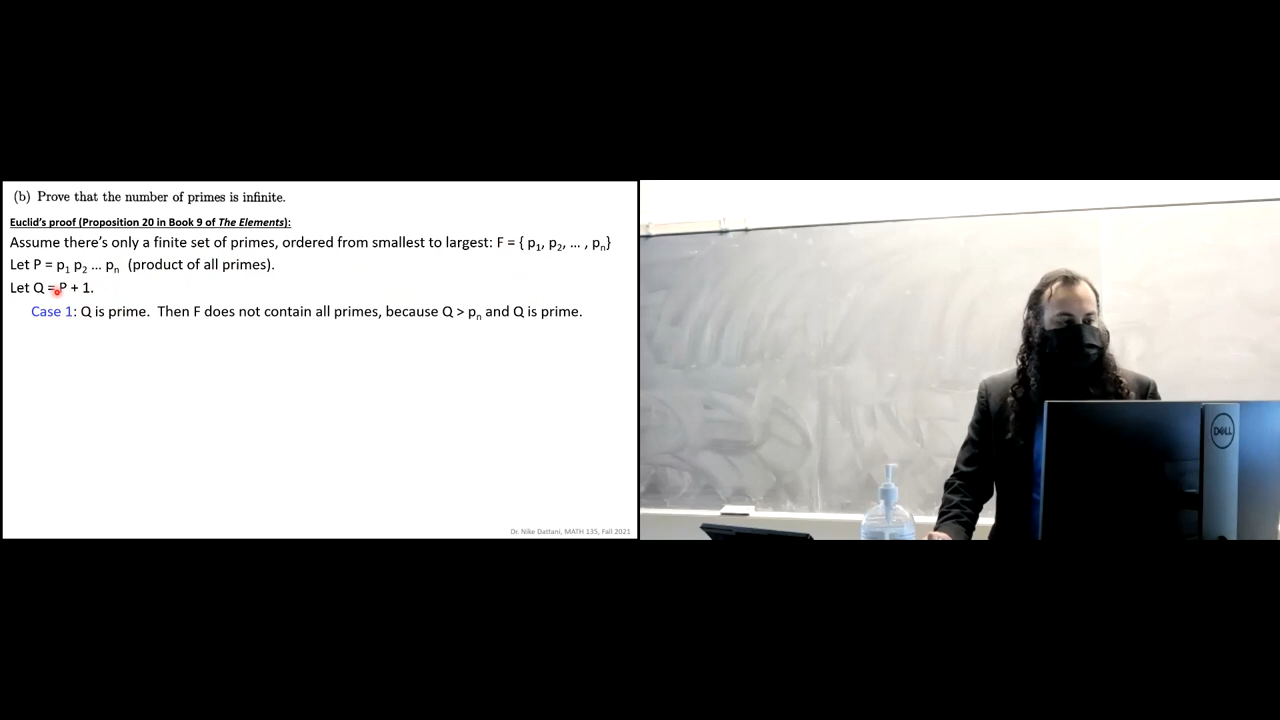 (b) Prove that the number of primes is infinite.
Euclid's proof (Proposition 20 in Book 9 of The Elements):
Assume there's only a finite set of primes, ordered from smallest to largest: F = { p₁, p₂, … , pₙ}
Let P = p₁ p₂ … pₙ (product of all primes).
Let Q = P + 1.
Case 1: Q is prime. Then F does not contain all primes, because Q > pₙ and Q is prime.
Dr. Nike Dattani, MATH 135, Fall 2021
DELL